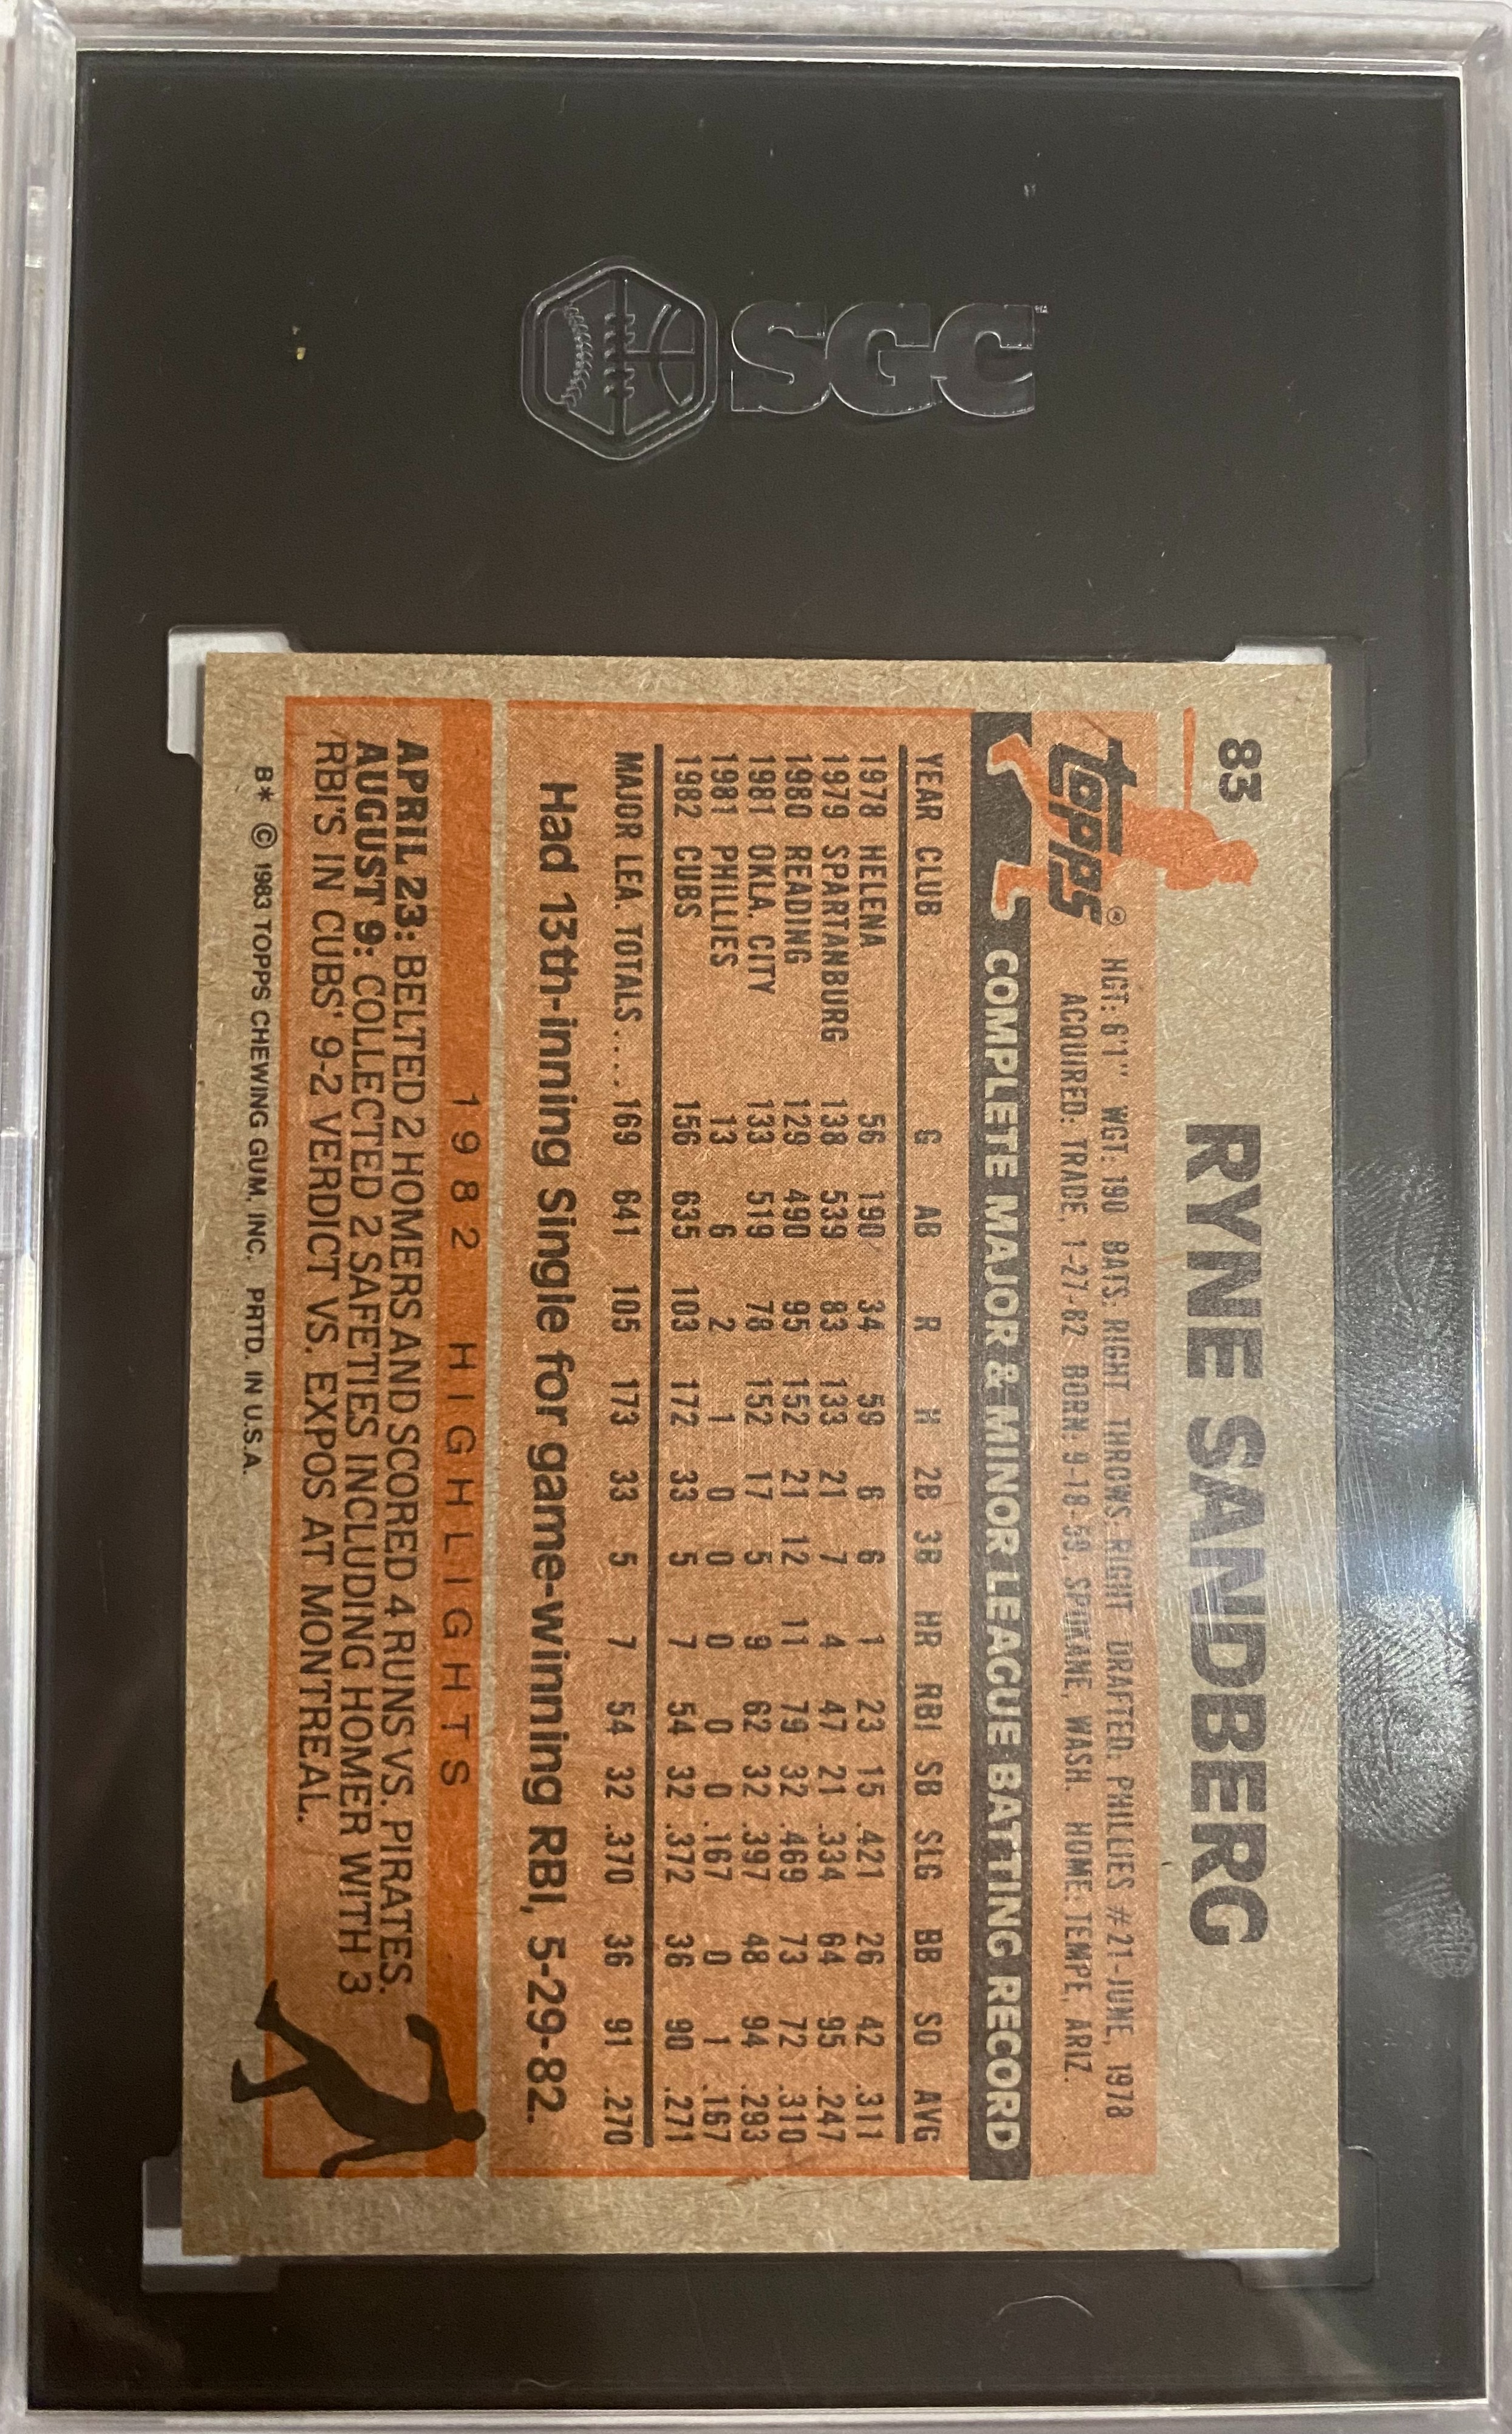 SGC
83
RYNE SANDBERG
topps®
HGT: 6'1" WGT: 190 BATS: RIGHT THROWS: RIGHT DRAFTED: PHILLIES #21-JUNE, 1978
ACQUIRED: TRADE, 1-27-82 BORN: 9-18-59, SPOKANE, WASH. HOME: TEMPE, ARIZ.
COMPLETE MAJOR & MINOR LEAGUE BATTING RECORD
YEAR CLUB G AB R H 2B 3B HR RBI SB SLG BB SO AVG
1978 HELENA 56 190 34 59 6 6 1 23 15 .421 26 42 .311
1979 SPARTANBURG 138 539 83 133 21 7 4 47 21 .334 64 95 .247
1980 READING 129 490 95 152 21 12 11 79 32 .469 73 72 .310
1981 OKLA. CITY 133 519 78 152 17 5 9 62 32 .397 48 94 .293
1981 PHILLIES 13 6 2 1 0 0 0 0 0 .167 0 1 .167
1982 CUBS 156 635 103 172 33 5 7 54 32 .372 36 90 .271
MAJOR LEA. TOTALS ..... 169 641 105 173 33 5 7 54 32 .370 36 91 .270
Had 13th-inning Single for game-winning RBI, 5-29-82.
1982 HIGHLIGHTS
APRIL 23: BELTED 2 HOMERS AND SCORED 4 RUNS VS. PIRATES.
AUGUST 9: COLLECTED 2 SAFETIES INCLUDING HOMER WITH 3
RBI'S IN CUBS' 9-2 VERDICT VS. EXPOS AT MONTREAL.
B* © 1983 TOPPS CHEWING GUM, INC. PRTD. IN U.S.A.